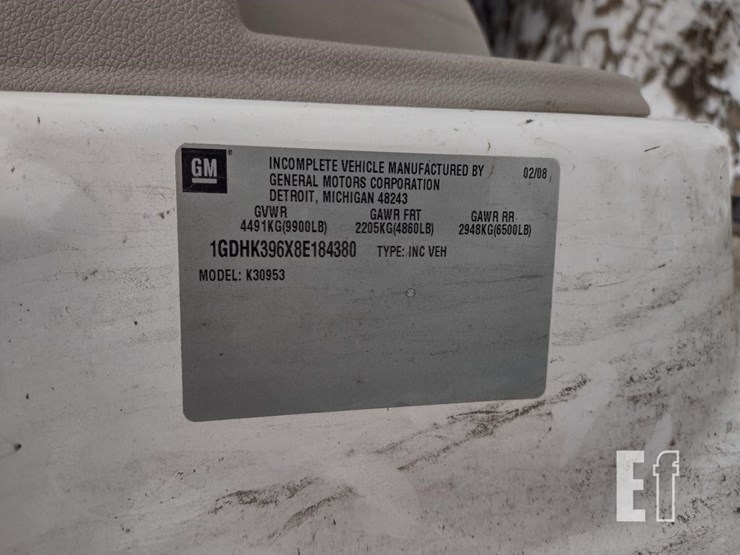 GM
INCOMPLETE VEHICLE MANUFACTURED BY 02/08
GENERAL MOTORS CORPORATION
DETROIT, MICHIGAN 48243
GVWR GAWR FRT GAWR RR
4491KG(9900LB) 2205KG(4860LB) 2948KG(6500LB)
1GDHK396X8E184380 TYPE: INC VEH
MODEL: K30953
Ef